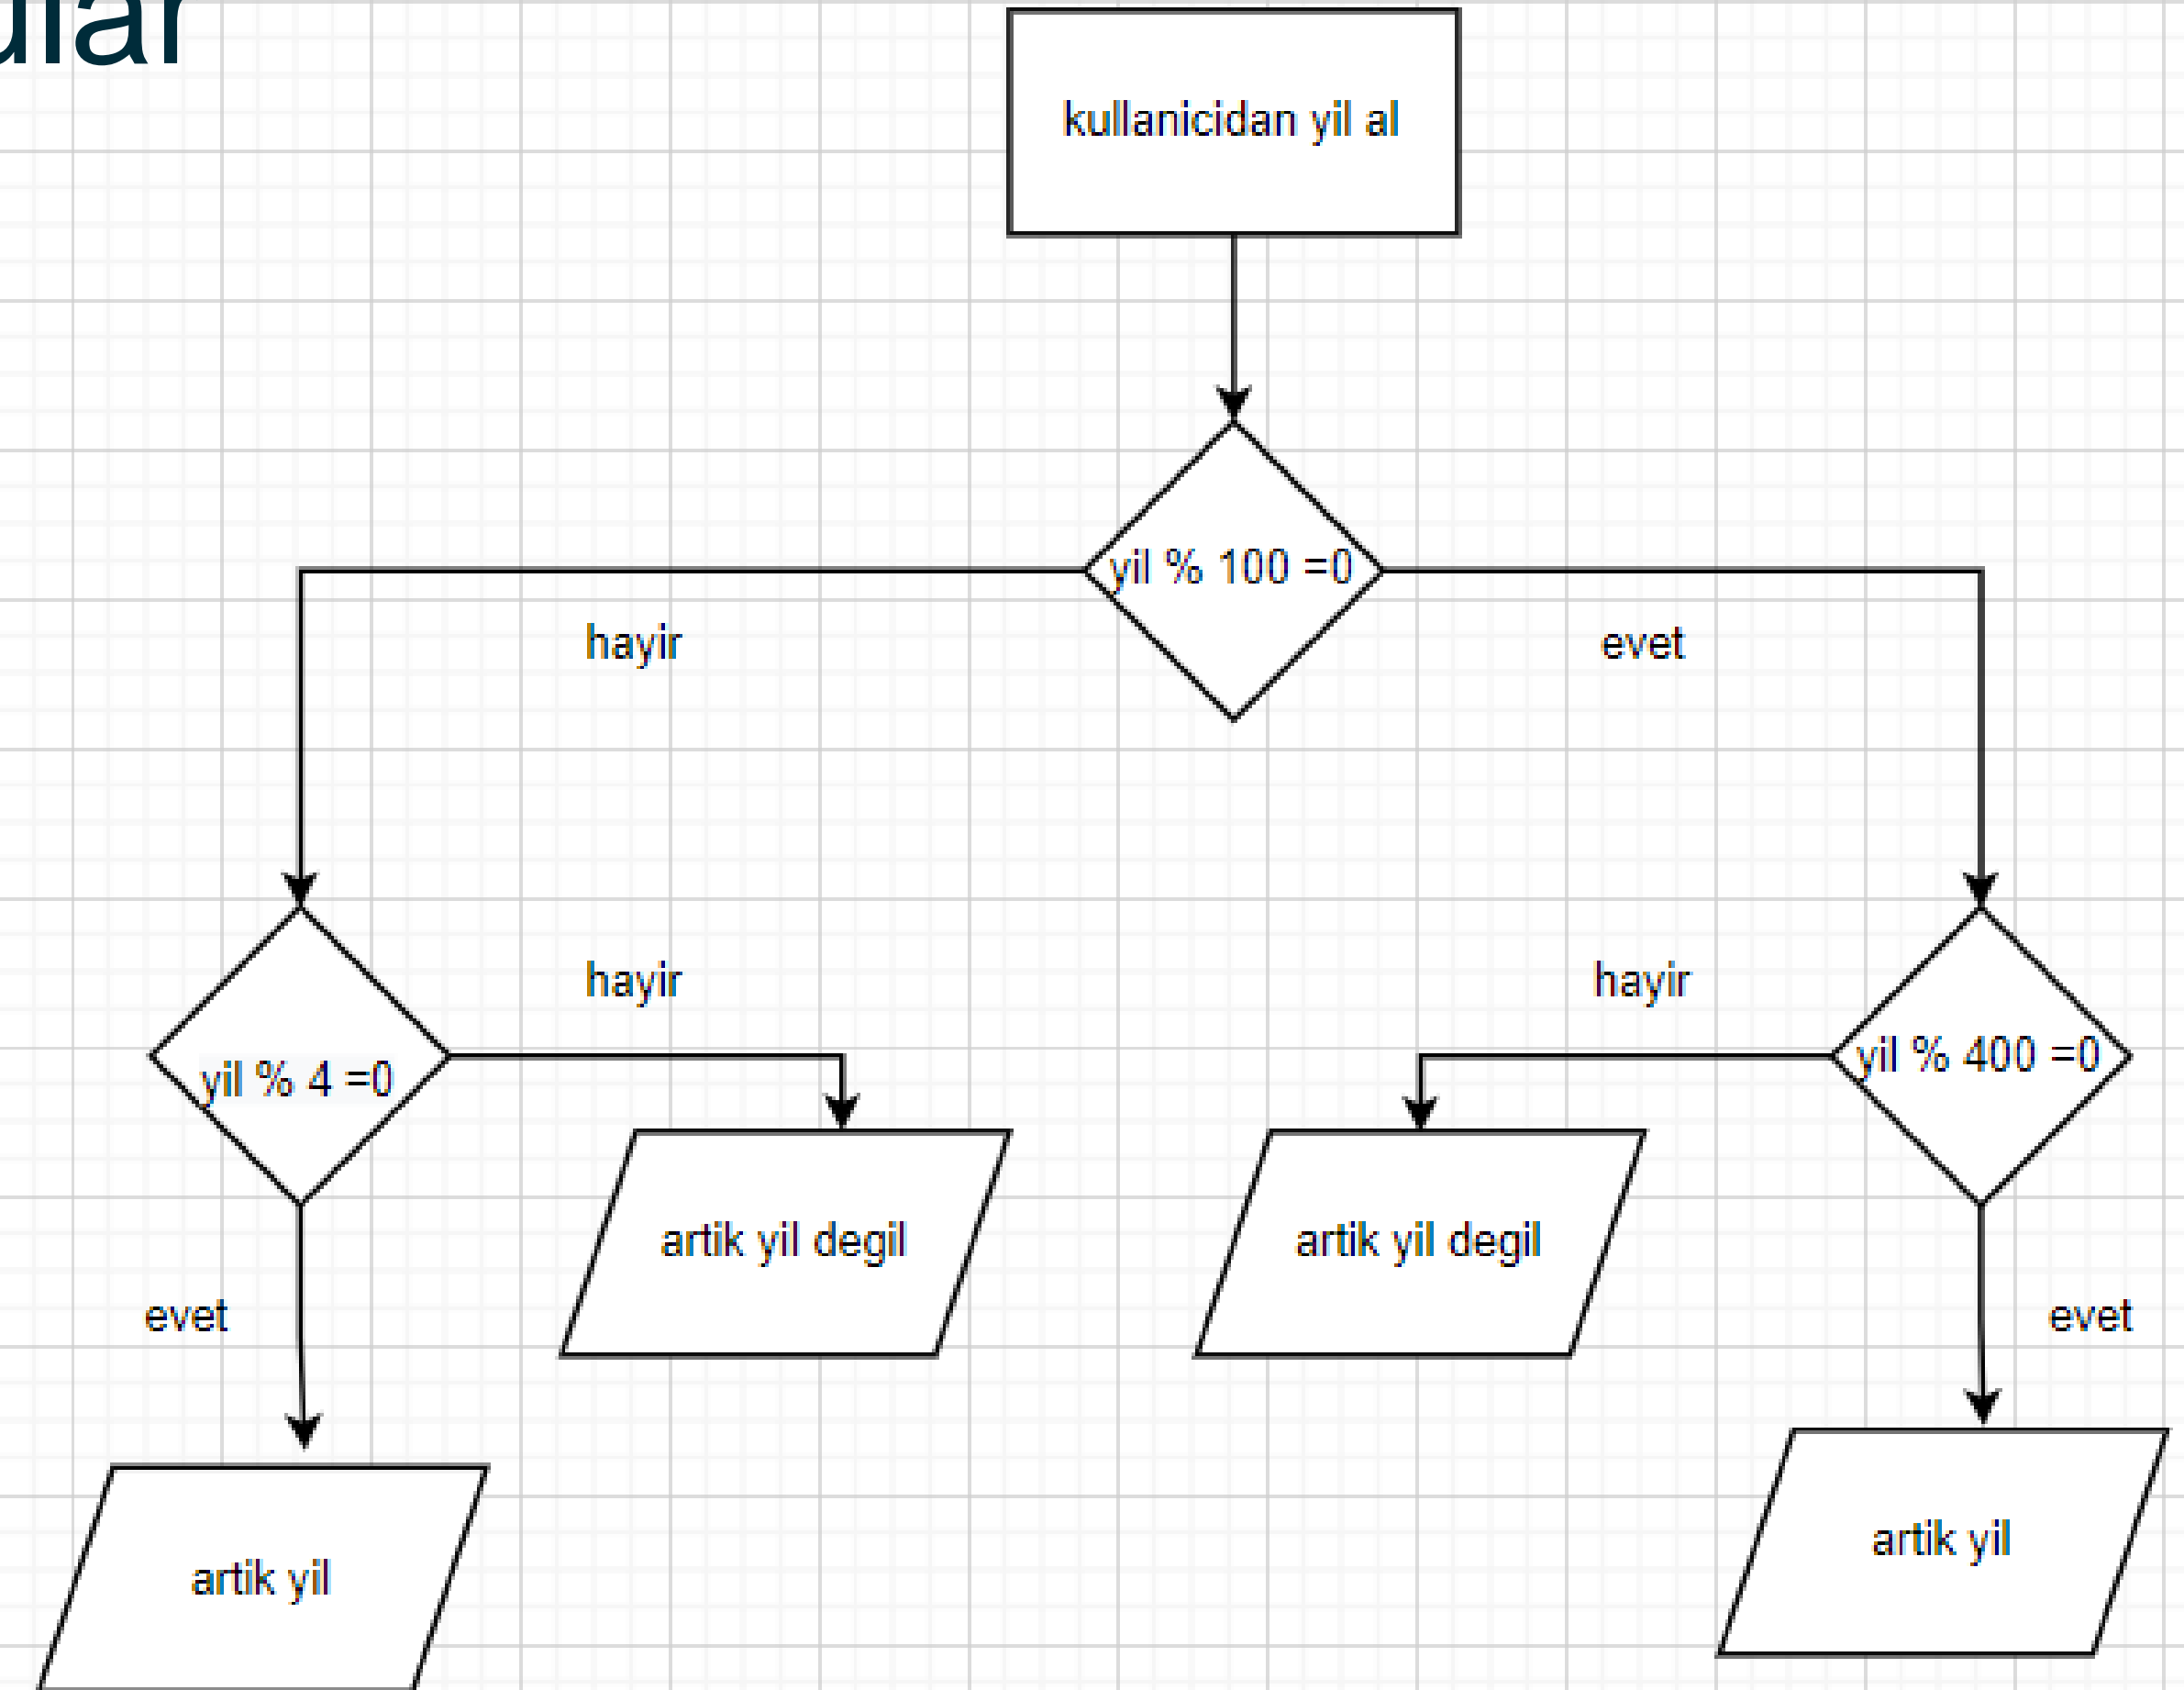 kullanicidan yil al
yil % 100 =0
hayir
evet
hayir
hayir
yil % 4 =0
yil % 400 =0
artik yil degil
artik yil degil
evet
evet
artik yil
artik yil